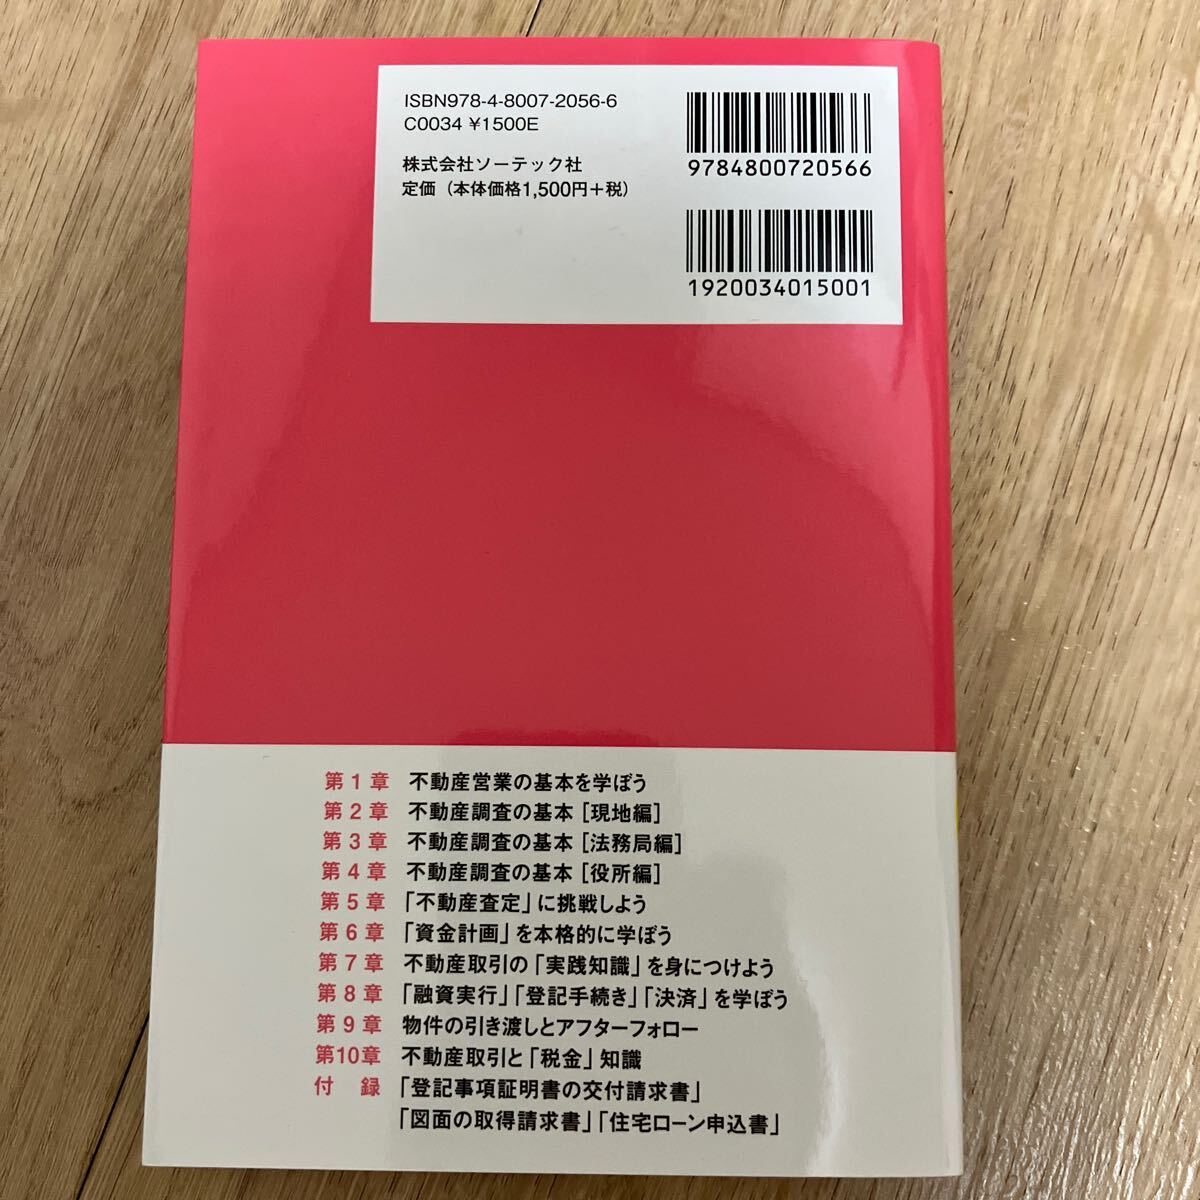 ISBN978-4-8007-2056-6
C0034 ¥1500E
株式会社ソーテック社
定価（本体価格1,500円＋税）
9784800720566
1920034015001
第1章 不動産営業の基本を学ぼう
第2章 不動産調査の基本［現地編］
第3章 不動産調査の基本［法務局編］
第4章 不動産調査の基本［役所編］
第5章 「不動産査定」に挑戦しよう
第6章 「資金計画」を本格的に学ぼう
第7章 不動産取引の「実践知識」を身につけよう
第8章 「融資実行」「登記手続き」「決済」を学ぼう
第9章 物件の引き渡しとアフターフォロー
第10章 不動産取引と「税金」知識
付　録 「登記事項証明書の交付請求書」
「図面の取得請求書」「住宅ローン申込書」